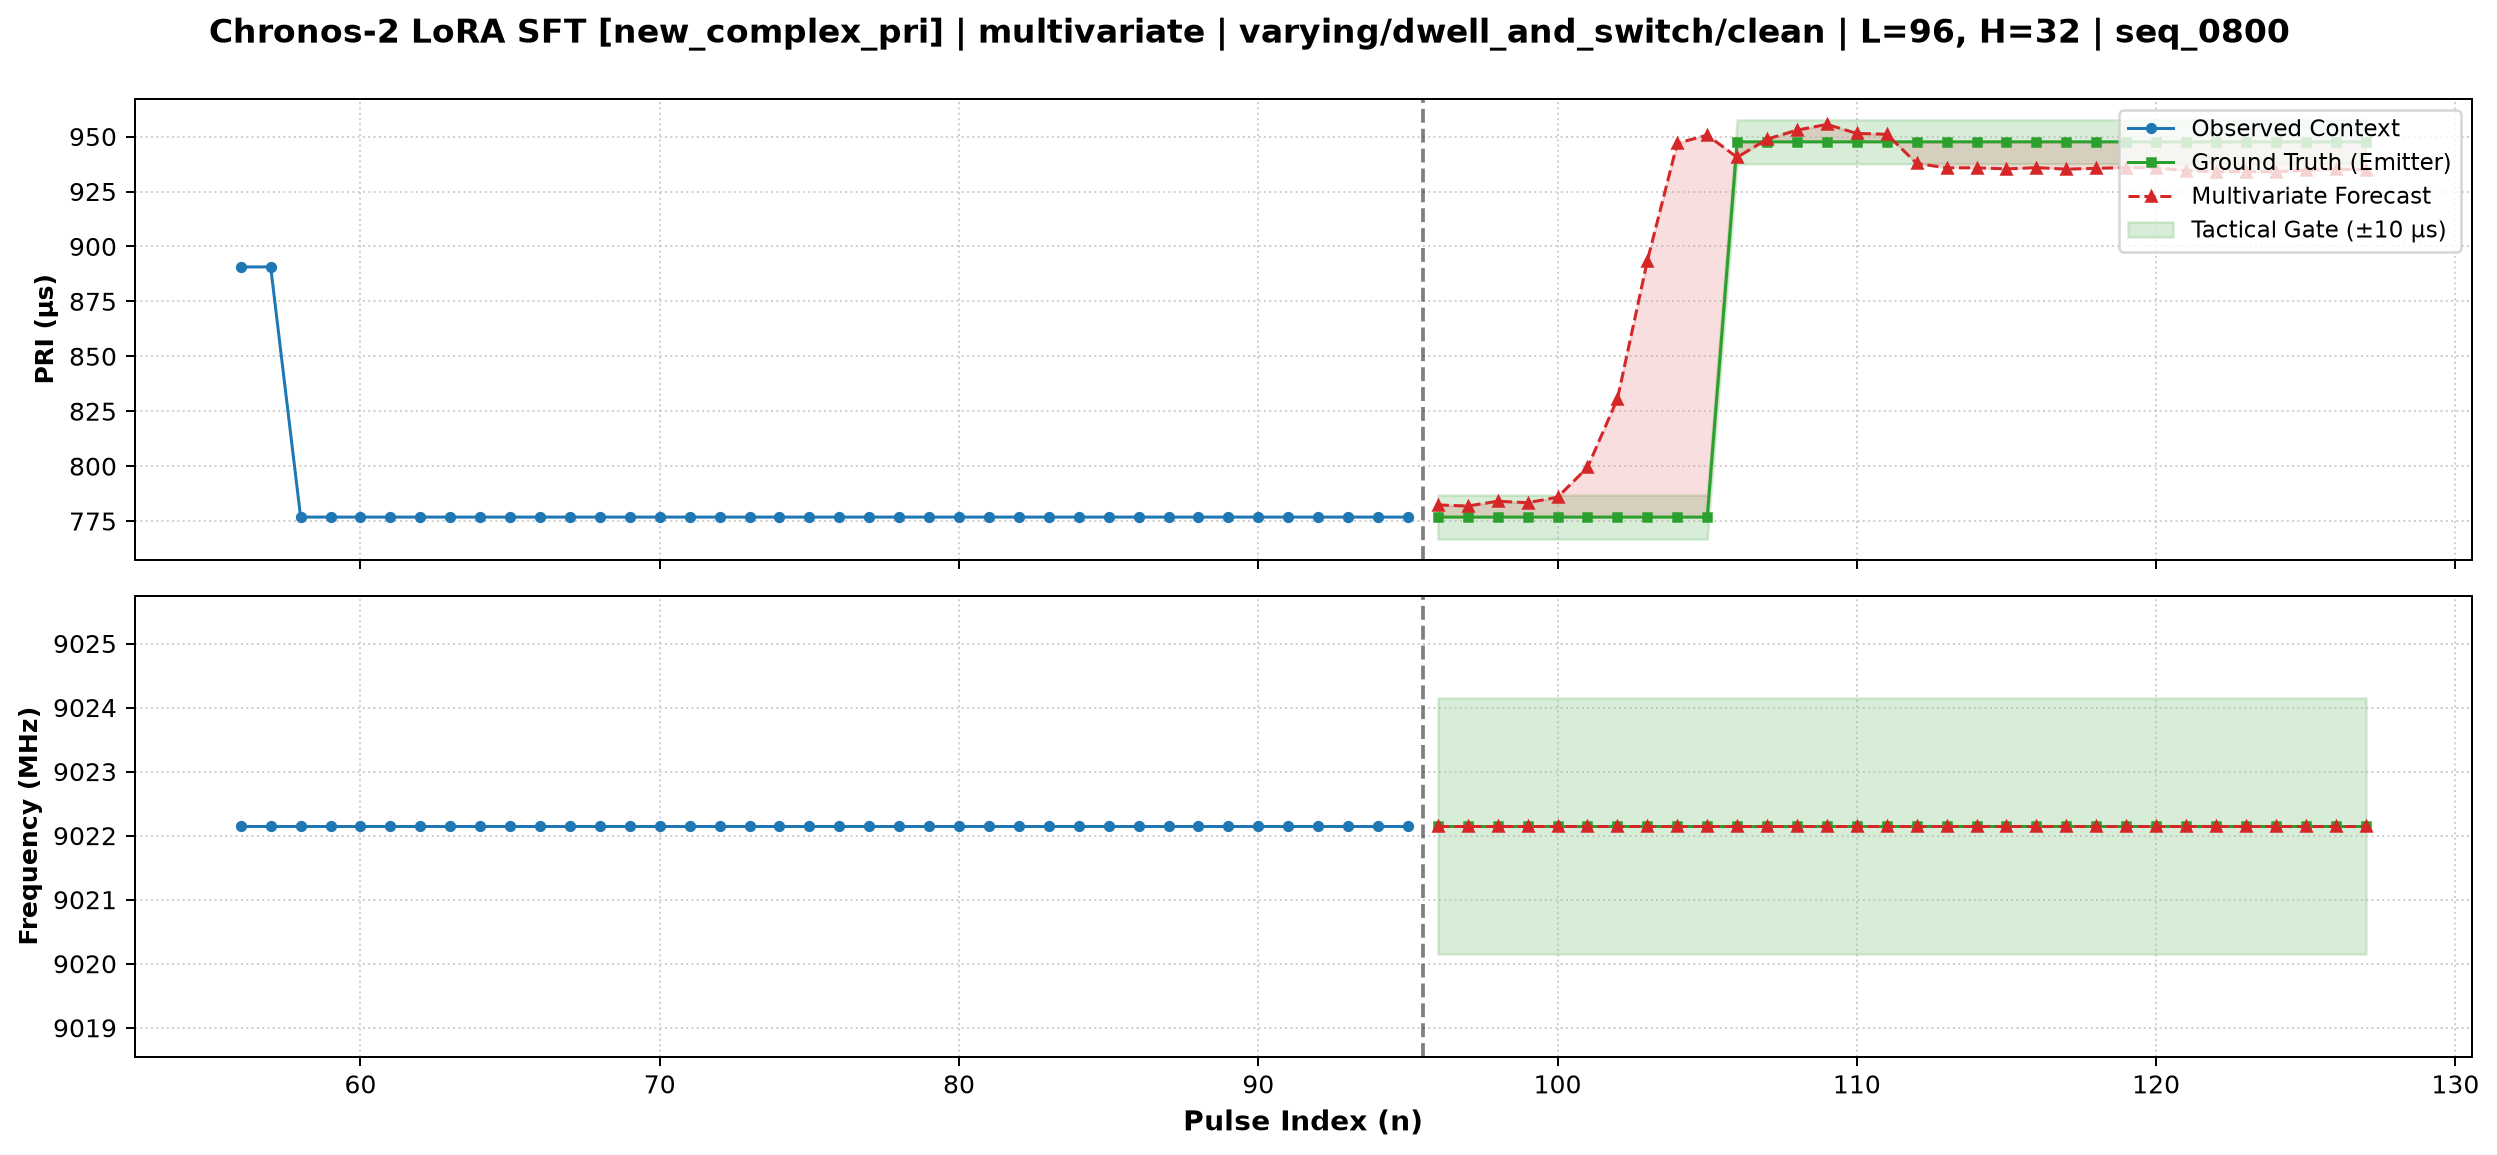 Chronos-2 LoRA SFT [new_complex_pri] | multivariate | varying/dwell_and_switch/clean | L=96, H=32 | seq_0800
PRI (µs)
950
925
900
875
850
825
800
775
Observed Context
Ground Truth (Emitter)
Multivariate Forecast
Tactical Gate (±10 µs)
Frequency (MHz)
9025
9024
9023
9022
9021
9020
9019
60 70 80 90 100 110 120 130
Pulse Index (n)